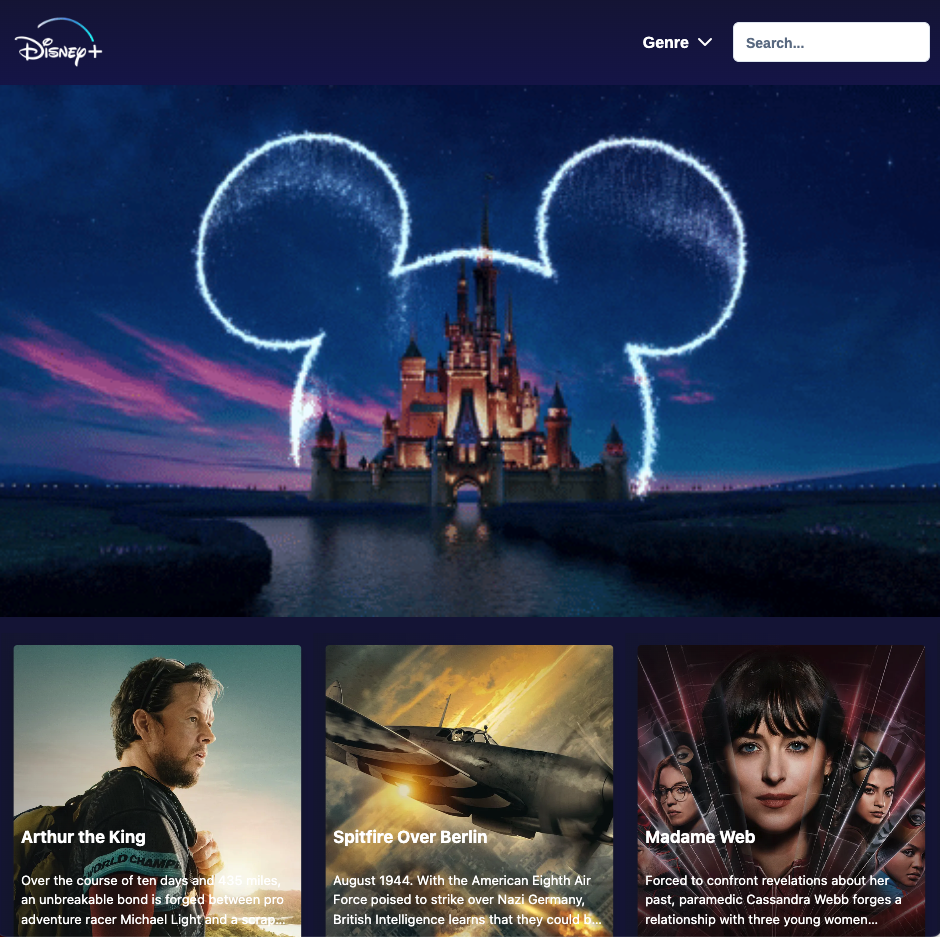 Disney+
Genre
Search...
Arthur the King
Over the course of ten days and 435 miles,
an unbreakable bond is forged between pro
adventure racer Michael Light and a scrap...
WORLD CHAMP
Spitfire Over Berlin
August 1944. With the American Eighth Air
Force poised to strike over Nazi Germany,
British Intelligence learns that they could b...
Madame Web
Forced to confront revelations about her
past, paramedic Cassandra Webb forges a
relationship with three young women...